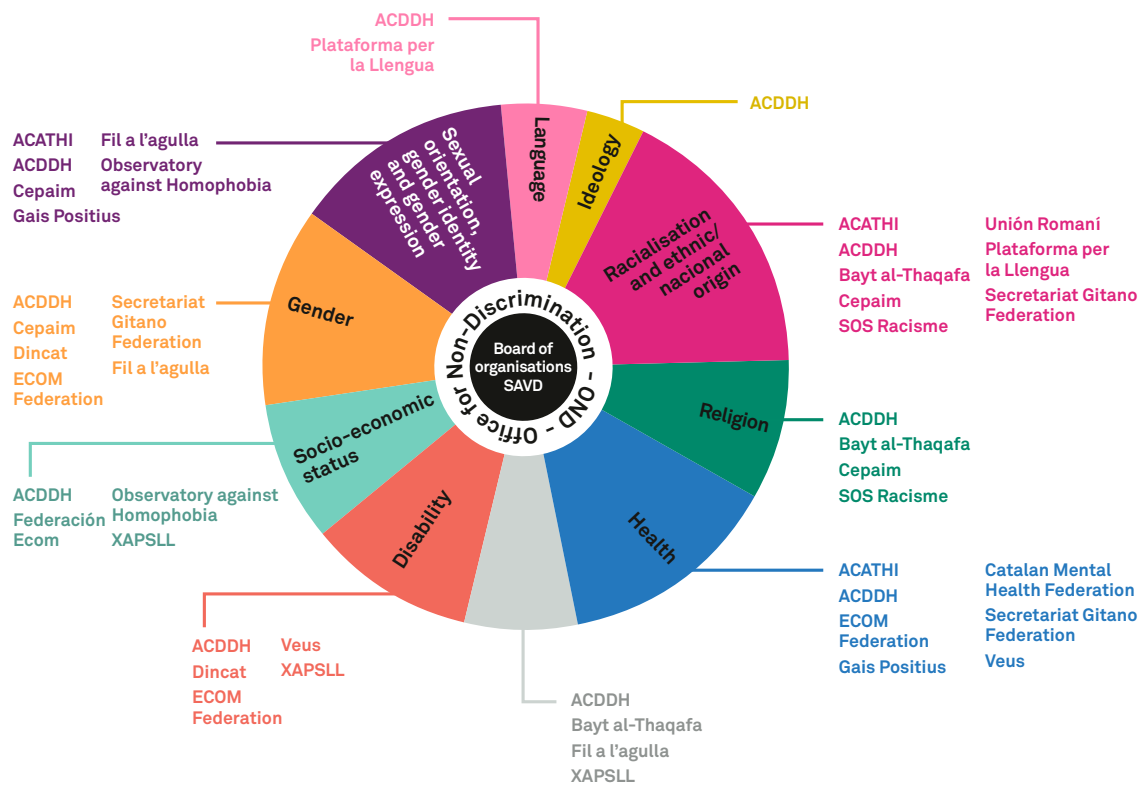 ACDDH
Plataforma per
la Llengua
ACDDH
ACATHI
ACDDH
Cepaim
Gais Positius
Fil a l’agulla
Observatory
against Homophobia
Sexual
orientation,
gender identity
and gender
expression
Language
Ideology
Racialisation
and ethnic/
nacional
origin
ACATHI
ACDDH
Bayt al-Thaqafa
Cepaim
SOS Racisme
Unión Romaní
Plataforma per
la Llengua
Secretariat Gitano
Federation
ACDDH
Cepaim
Dincat
ECOM
Federation
Secretariat
Gitano
Federation
Fil a l’agulla
Gender
Office for Non-Discrimination - OND -
Board of
organisations
SAVD
Religion
ACDDH
Bayt al-Thaqafa
Cepaim
SOS Racisme
Socio-economic
status
ACDDH
Federación
Ecom
Observatory against
Homophobia
XAPSLL
Disability
Health
ACATHI
ACDDH
ECOM
Federation
Gais Positius
Catalan Mental
Health Federation
Secretariat Gitano
Federation
Veus
ACDDH
Dincat
ECOM
Federation
Veus
XAPSLL
ACDDH
Bayt al-Thaqafa
Fil a l’agulla
XAPSLL